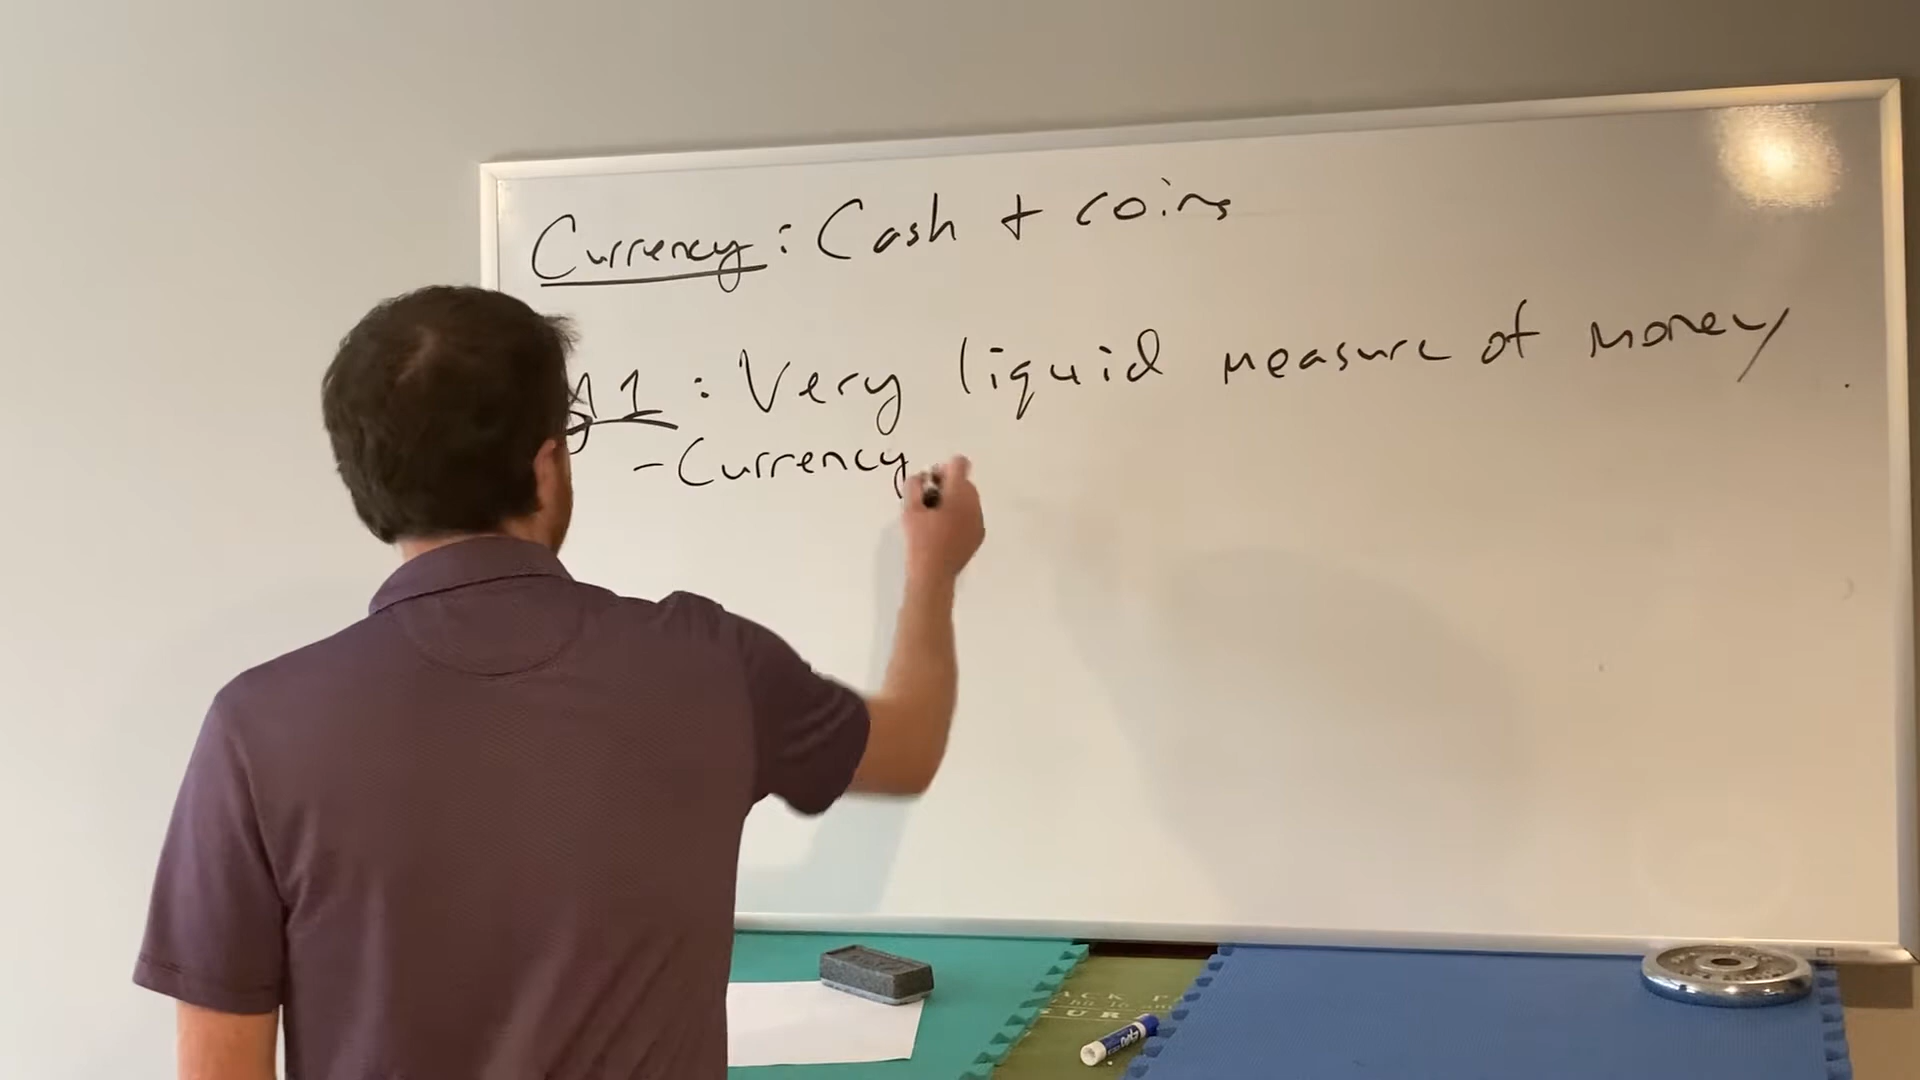 Currency: Cash + coins
M1: Very liquid measure of money
- Currency